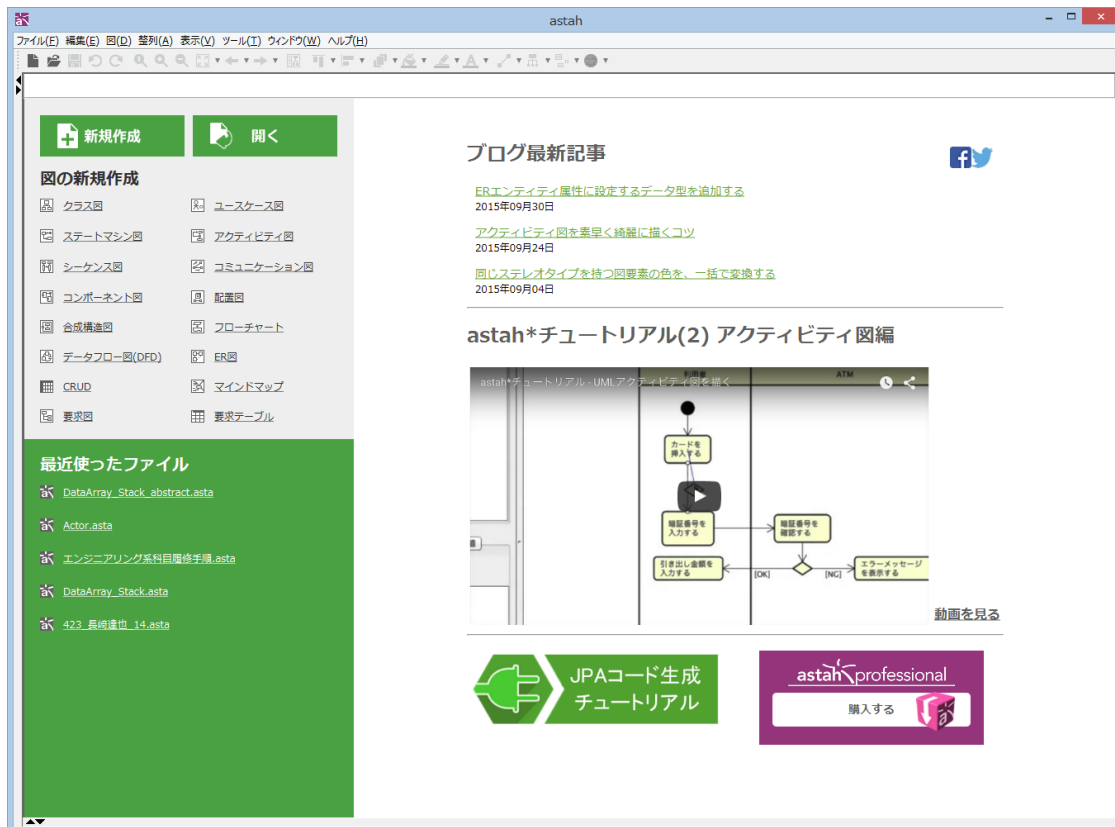 astah
ファイル(F) 編集(E) 図(D) 整列(A) 表示(V) ツール(T) ウィンドウ(W) ヘルプ(H)
新規作成 開く
図の新規作成
クラス図 ユースケース図
ステートマシン図 アクティビティ図
シーケンス図 コミュニケーション図
コンポーネント図 配置図
合成構造図 フローチャート
データフロー図(DFD) ER図
CRUD マインドマップ
要求図 要求テーブル
最近使ったファイル
DataArray_Stack_abstract.asta
Actor.asta
エンジニアリング系科目履修手順.asta
DataArray_Stack.asta
423_長崎達也_14.asta
ブログ最新記事
ERエンティティ属性に設定するデータ型を追加する
2015年09月30日
アクティビティ図を素早く綺麗に描くコツ
2015年09月24日
同じステレオタイプを持つ図要素の色を、一括で変換する
2015年09月04日
astah*チュートリアル(2) アクティビティ図編
astah*チュートリアル - UMLアクティビティ図を描く
利用者 ATM
カードを
挿入する
暗証番号を
入力する
暗証番号を
確認する
引き出し金額を
入力する
[OK] [NG]
エラーメッセージ
を表示する
動画を見る
JPAコード生成
チュートリアル
astah professional
購入する